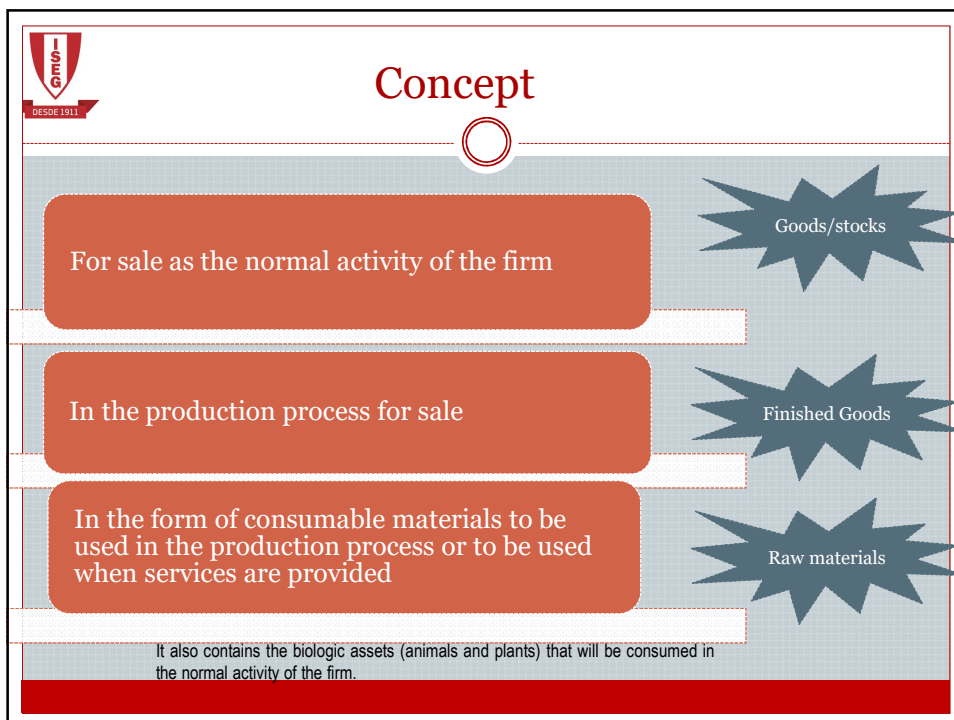 ISEG
DESDE 1911
Concept
For sale as the normal activity of the firm
Goods/stocks
In the production process for sale
Finished Goods
In the form of consumable materials to be
used in the production process or to be used
when services are provided
Raw materials
It also contains the biologic assets (animals and plants) that will be consumed in
the normal activity of the firm.